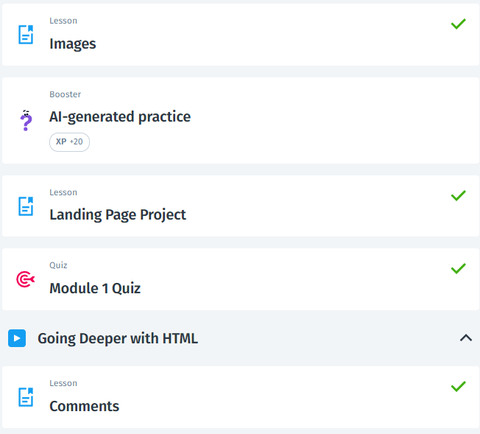 Lesson
Images
Booster
AI-generated practice
XP +20
Lesson
Landing Page Project
Quiz
Module 1 Quiz
Going Deeper with HTML
Lesson
Comments